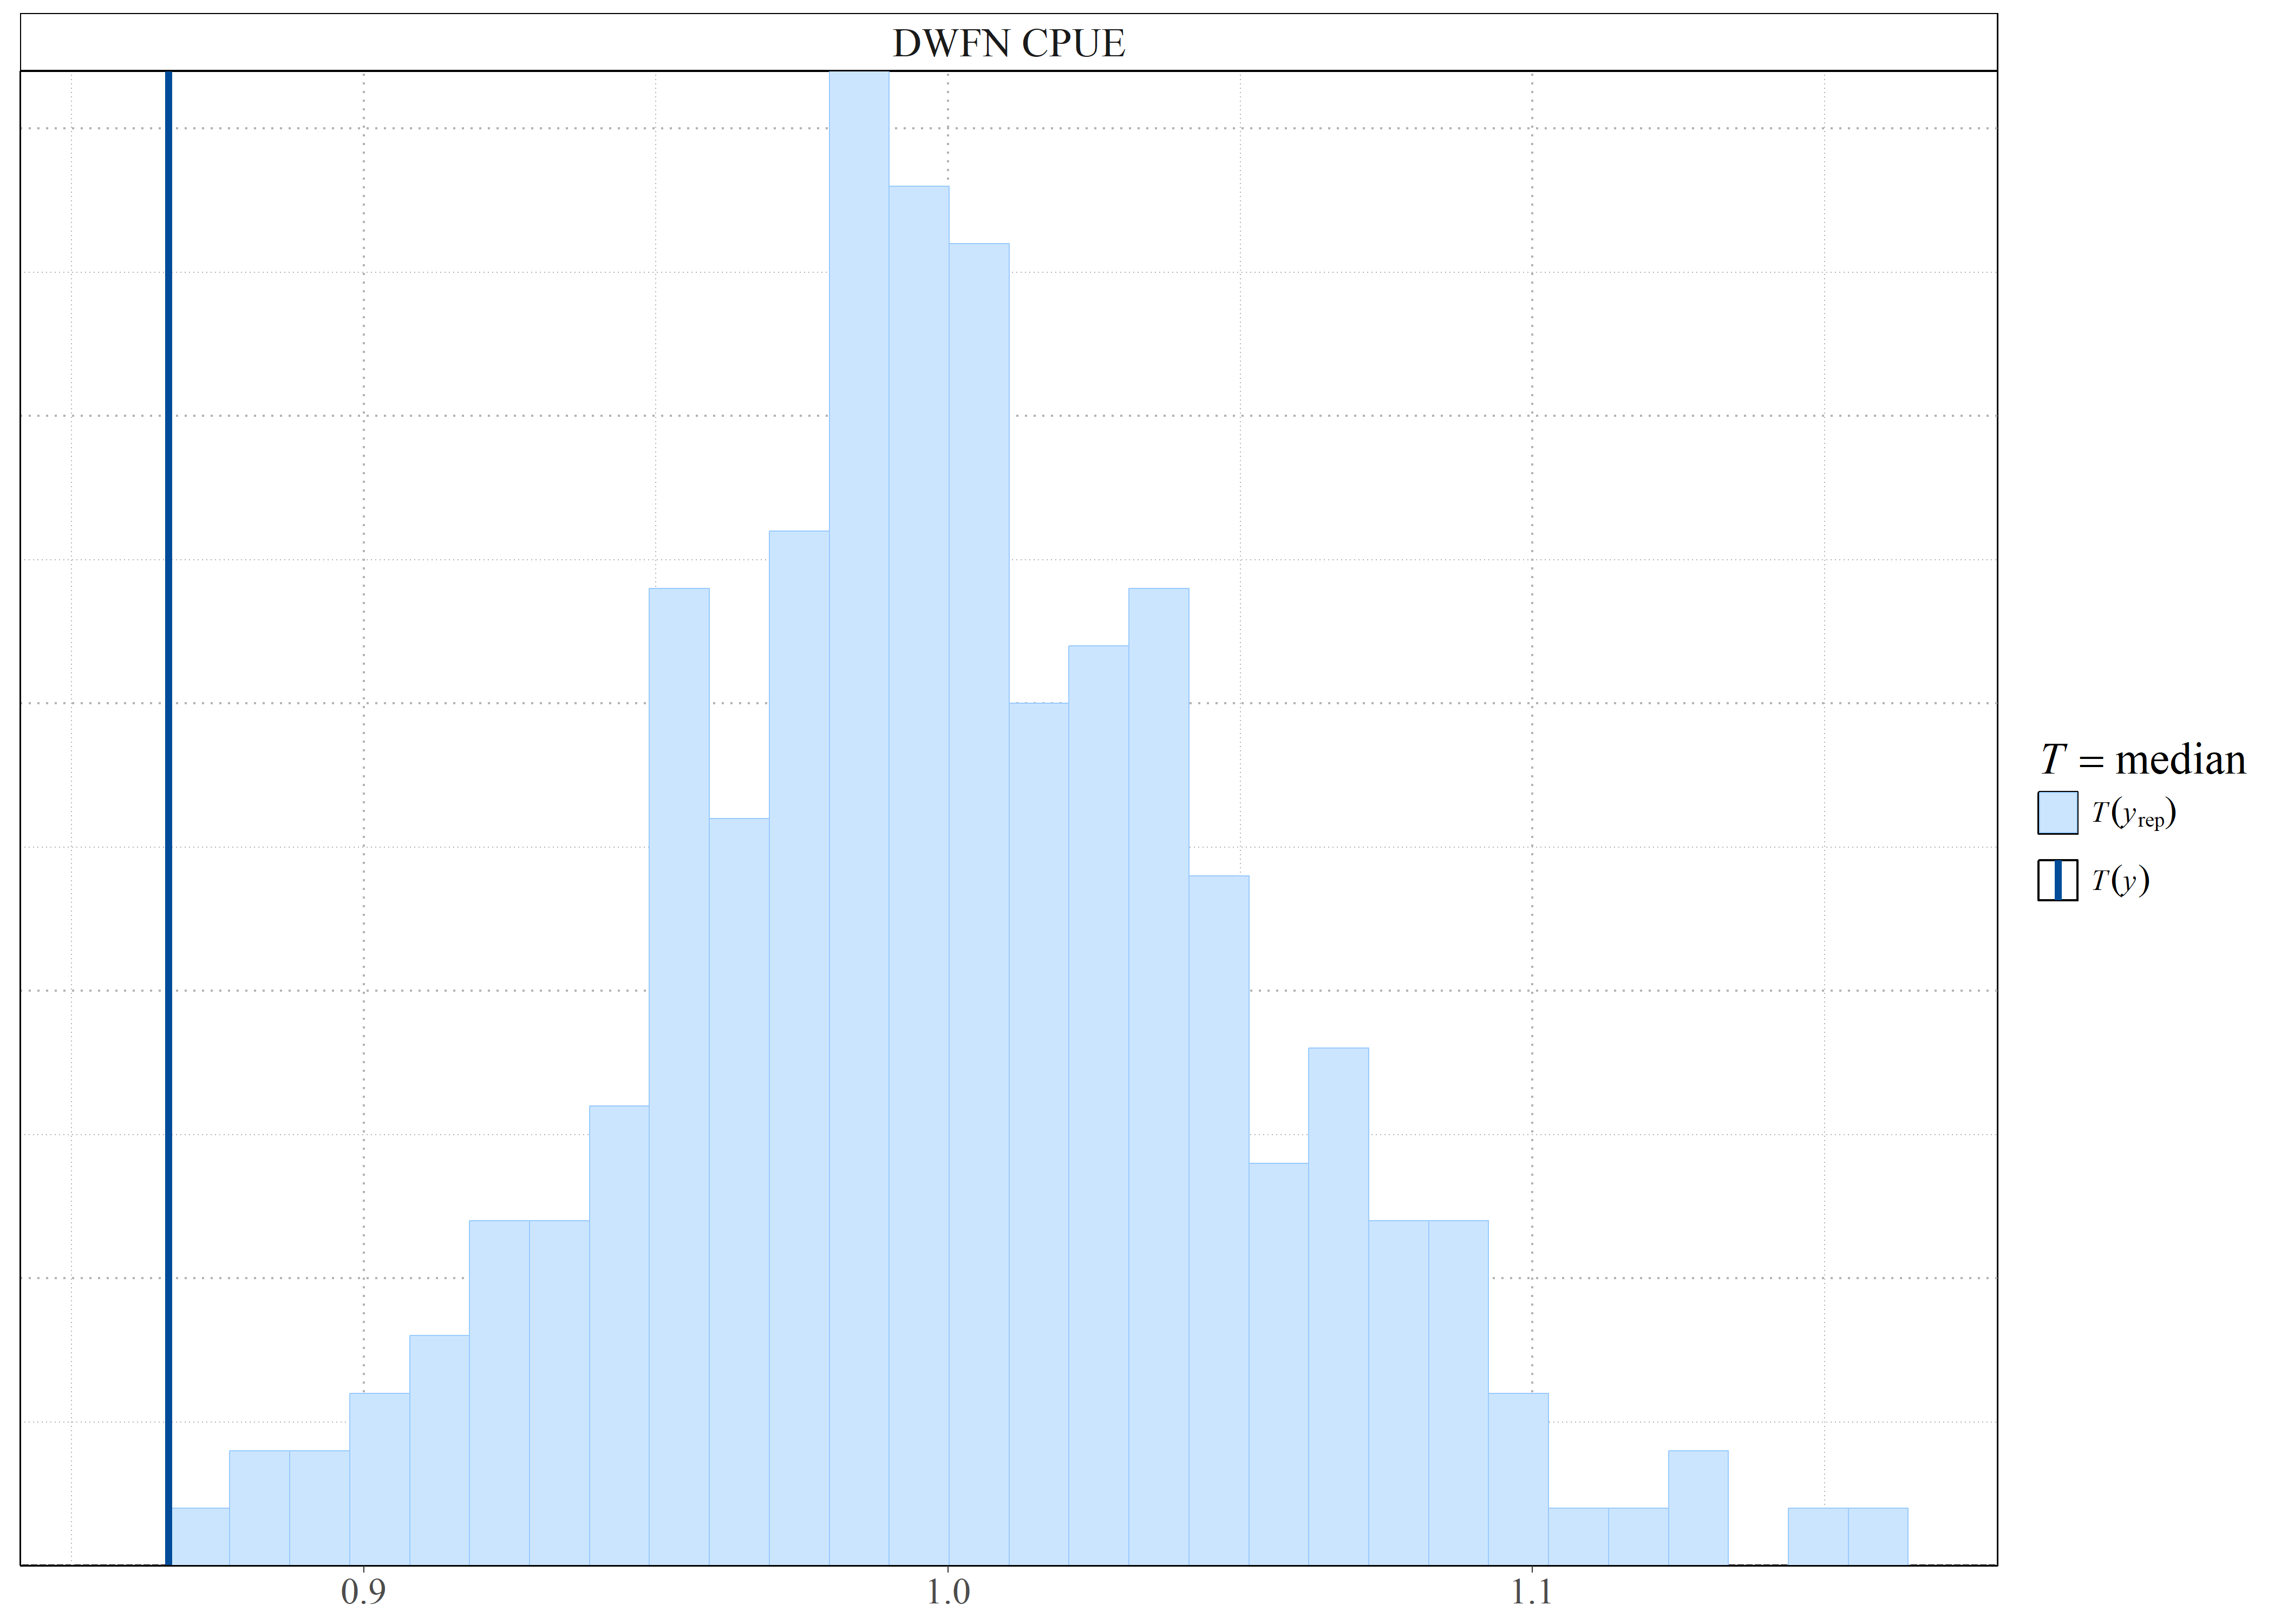 DWFN CPUE
T = median
T(yrep)
T(y)
0.9
1.0
1.1